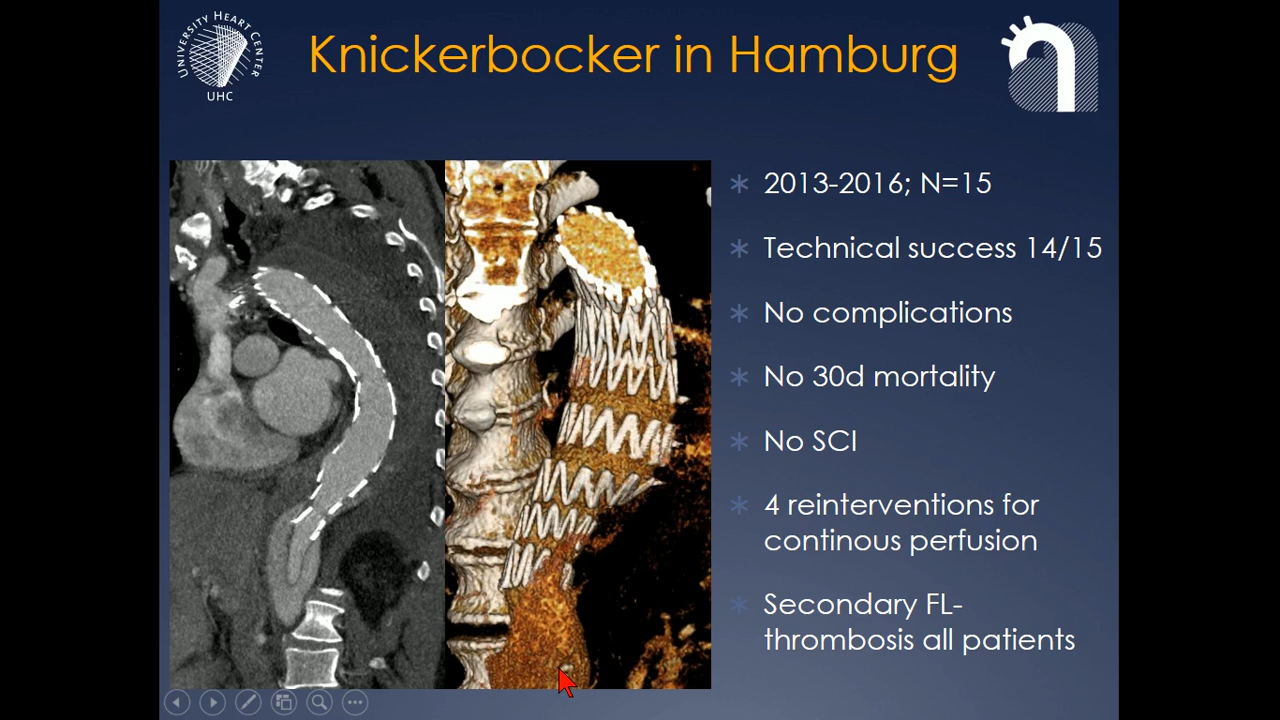 UNIVERSITY HEART CENTER
UHC
Knickerbocker in Hamburg
2013-2016; N=15
Technical success 14/15
No complications
No 30d mortality
No SCI
4 reinterventions for
continous perfusion
Secondary FL-
thrombosis all patients